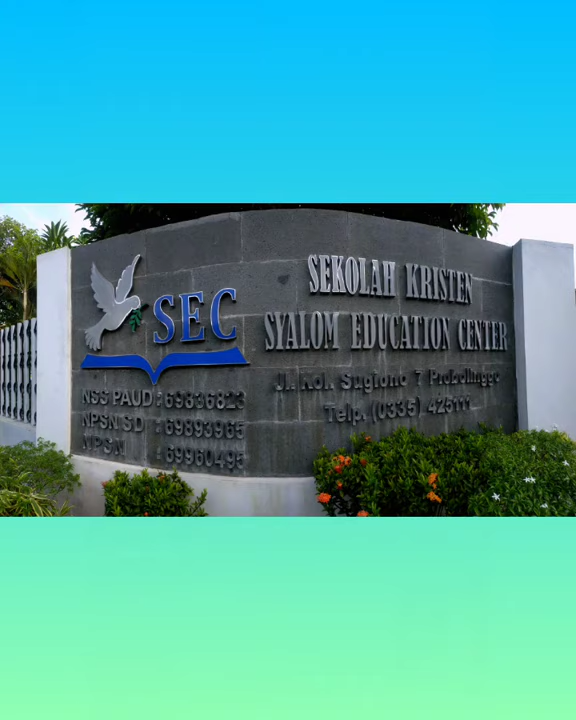 SEC
SEKOLAH KRISTEN
SYALOM EDUCATION CENTER
Jl. Kol. Sugiono 7 Probolinggo
Telp. (0335) 425111
NSS PAUD : 69836823
NPSN SD : 69893965
NPSN : 69960495